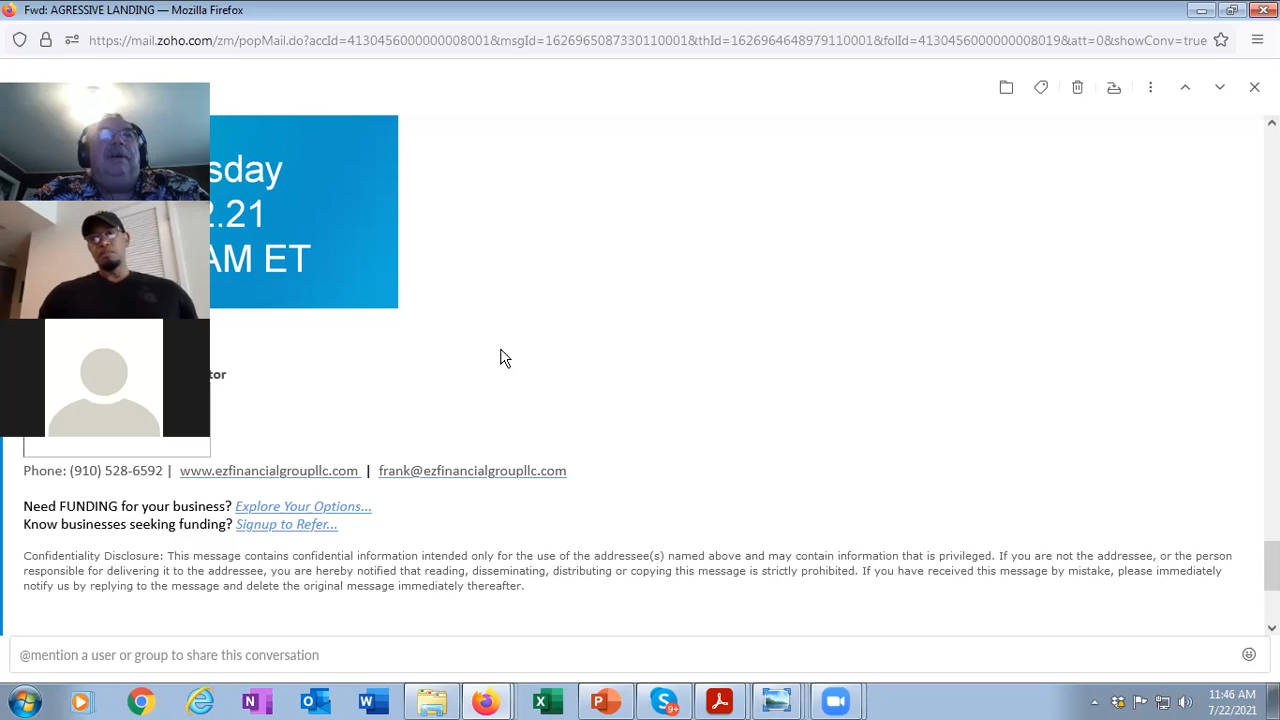 Fwd: AGRESSIVE LANDING — Mozilla Firefox
https://mail.zoho.com/zm/popMail.do?accId=4130456000000008001&msgId=1626965087330110001&thId=1626964648979110001&folId=4130456000000008019&att=0&showConv=true
sday
2.21
AM ET
tor
Phone: (910) 528-6592 | www.ezfinancialgroupllc.com | frank@ezfinancialgroupllc.com
Need FUNDING for your business? Explore Your Options...
Know businesses seeking funding? Signup to Refer...
Confidentiality Disclosure: This message contains confidential information intended only for the use of the addressee(s) named above and may contain information that is privileged. If you are not the addressee, or the person
responsible for delivering it to the addressee, you are hereby notified that reading, disseminating, distributing or copying this message is strictly prohibited. If you have received this message by mistake, please immediately
notify us by replying to the message and delete the original message immediately thereafter.
@mention a user or group to share this conversation
9+
11:46 AM
7/22/2021